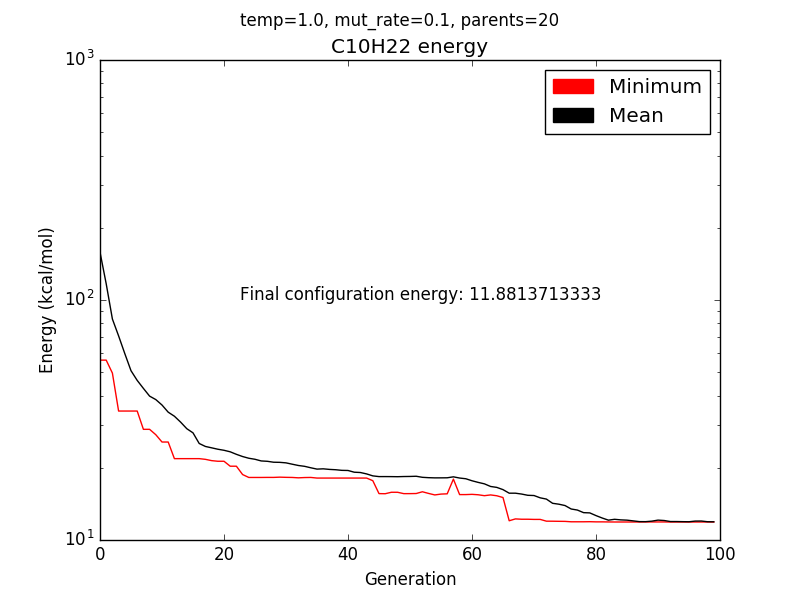 temp=1.0, mut_rate=0.1, parents=20
C10H22 energy
10³
Minimum
Mean
Energy (kcal/mol)
10²
Final configuration energy: 11.8813713333
10¹
0 20 40 60 80 100
Generation